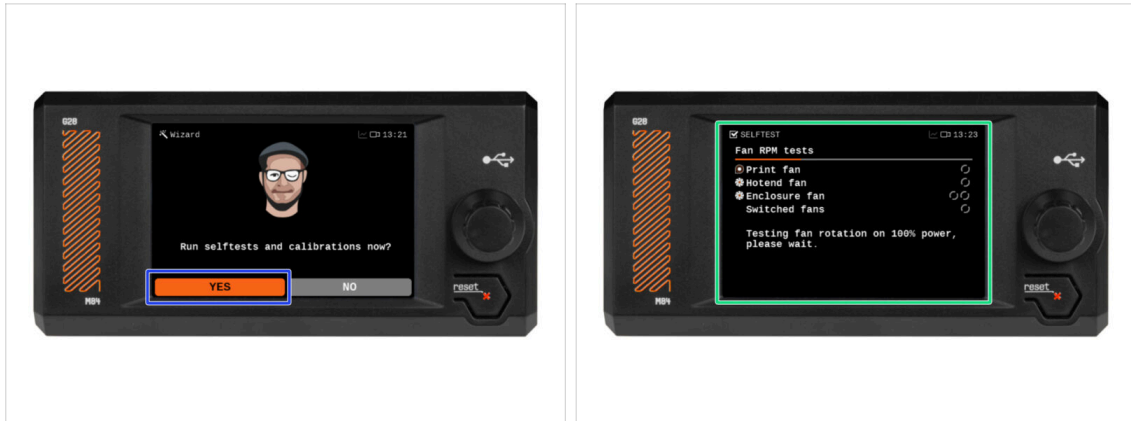 G28
Wizard
13:21
Run selftests and calibrations now?
YES
NO
reset
M84
G28
SELFTEST
13:23
Fan RPM tests
Print fan
Hotend fan
Enclosure fan
Switched fans
Testing fan rotation on 100% power,
please wait.
reset
M84